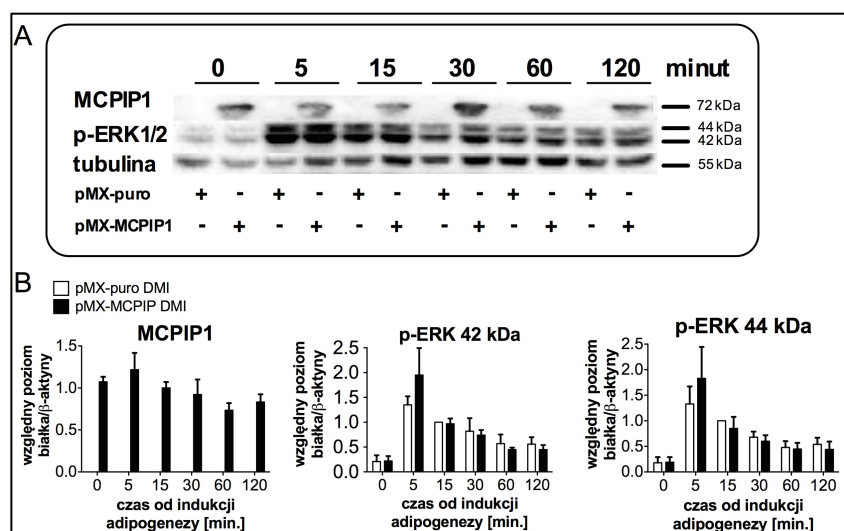 A
0 5 15 30 60 120 minut
MCPIP1
72 kDa
p-ERK1/2
44 kDa
42 kDa
tubulina
55 kDa
pMX-puro + - + - + - + - + - + -
pMX-MCPIP1 - + - + - + - + - + - +
B
pMX-puro DMI
pMX-MCPIP DMI
MCPIP1
względny poziom
białka/β-aktyny
1.5
1.0
0.5
0.0
0 5 15 30 60 120
czas od indukcji
adipogenezy [min.]
p-ERK 42 kDa
względny poziom
białka/β-aktyny
2.5
2.0
1.5
1.0
0.5
0.0
0 5 15 30 60 120
czas od indukcji
adipogenezy [min.]
p-ERK 44 kDa
względny poziom
białka/β-aktyny
2.5
2.0
1.5
1.0
0.5
0.0
0 5 15 30 60 120
czas od indukcji
adipogenezy [min.]